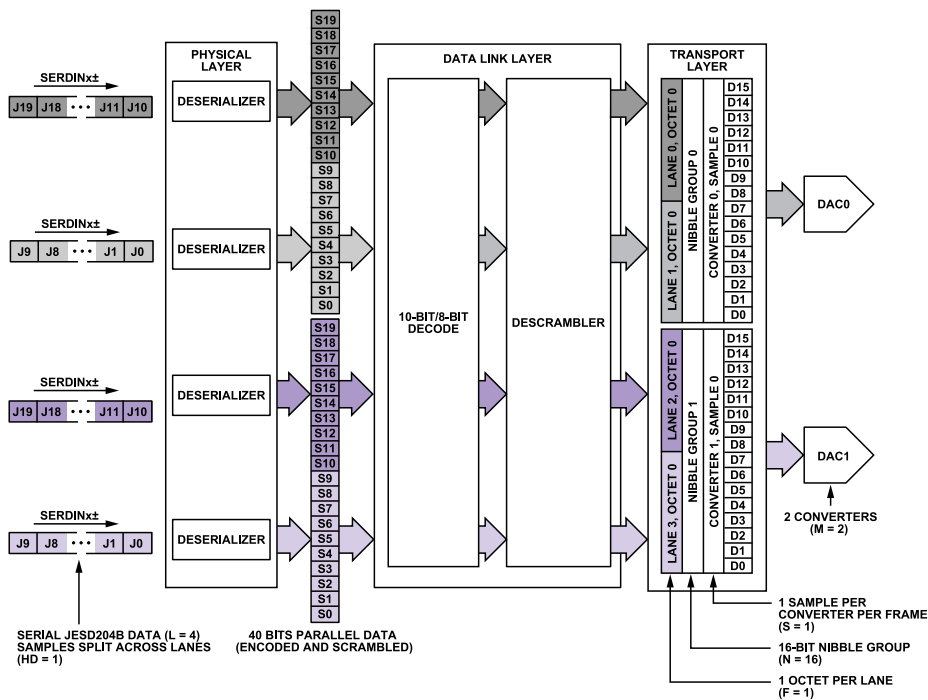 PHYSICAL
LAYER
DATA LINK LAYER
TRANSPORT
LAYER
SERDINx±
J19 J18 ••• J11 J10
DESERIALIZER
SERDINx±
J9 J8 ••• J1 J0
DESERIALIZER
SERDINx±
J19 J18 ••• J11 J10
DESERIALIZER
SERDINx±
J9 J8 ••• J1 J0
DESERIALIZER
S19
S18
S17
S16
S15
S14
S13
S12
S11
S10
S9
S8
S7
S6
S5
S4
S3
S2
S1
S0
S19
S18
S17
S16
S15
S14
S13
S12
S11
S10
S9
S8
S7
S6
S5
S4
S3
S2
S1
S0
10-BIT/8-BIT
DECODE
DESCRAMBLER
LANE 0, OCTET 0
LANE 1, OCTET 0
NIBBLE GROUP 0
CONVERTER 0, SAMPLE 0
D15
D14
D13
D12
D11
D10
D9
D8
D7
D6
D5
D4
D3
D2
D1
D0
DAC0
LANE 2, OCTET 0
LANE 3, OCTET 0
NIBBLE GROUP 1
CONVERTER 1, SAMPLE 0
D15
D14
D13
D12
D11
D10
D9
D8
D7
D6
D5
D4
D3
D2
D1
D0
DAC1
2 CONVERTERS
(M = 2)
SERIAL JESD204B DATA (L = 4)
SAMPLES SPLIT ACROSS LANES
(HD = 1)
40 BITS PARALLEL DATA
(ENCODED AND SCRAMBLED)
1 SAMPLE PER
CONVERTER PER FRAME
(S = 1)
16-BIT NIBBLE GROUP
(N = 16)
1 OCTET PER LANE
(F = 1)